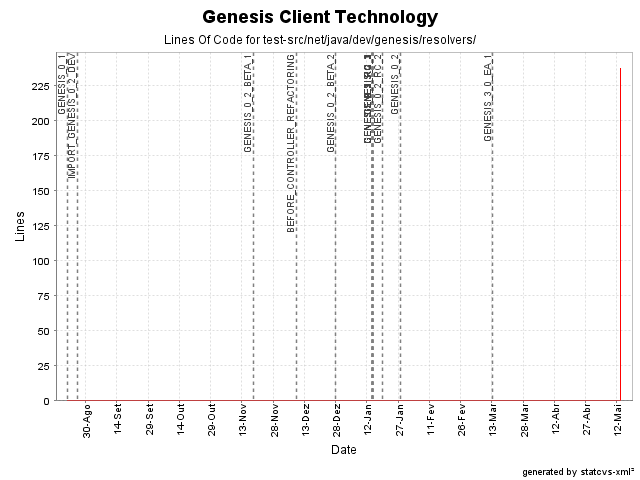 Genesis Client Technology
Lines Of Code for test-src/net/java/dev/genesis/resolvers/
GENESIS_0_1
IMPORT_GENESIS_0_2_DEV
GENESIS_0_2_BETA_1
BEFORE_CONTROLLER_REFACTORING
GENESIS_0_2_BETA_2
GENESIS_0_2_RC_2
GENESIS_0_2
GENESIS_3_0_EA_1
Lines
225
200
175
150
125
100
75
50
25
0
30-Ago
14-Set
29-Set
14-Out
29-Out
13-Nov
28-Nov
13-Dez
28-Dez
12-Jan
27-Jan
11-Fev
26-Fev
13-Mar
28-Mar
12-Abr
27-Abr
12-Mai
Date
generated by statcvs-xml²